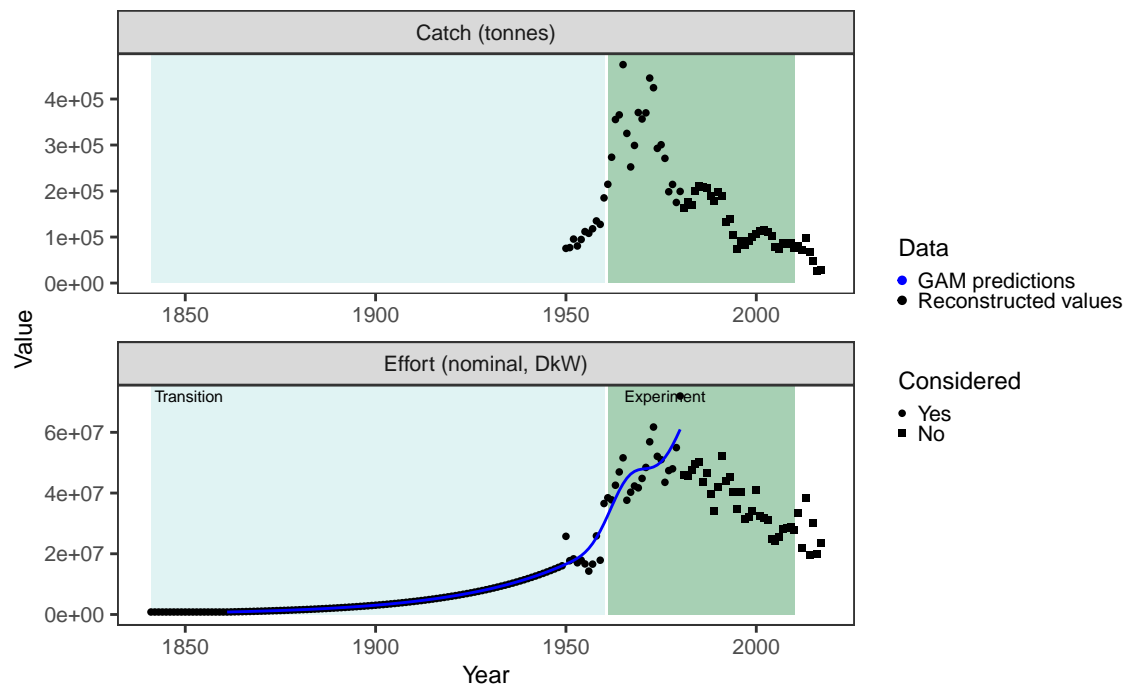 Catch (tonnes)
4e+05
3e+05
2e+05
1e+05
0e+00
1850 1900 1950 2000
Value
Effort (nominal, DkW)
Transition Experiment
6e+07
4e+07
2e+07
0e+00
1850 1900 1950 2000
Year
Data
GAM predictions
Reconstructed values
Considered
Yes
No